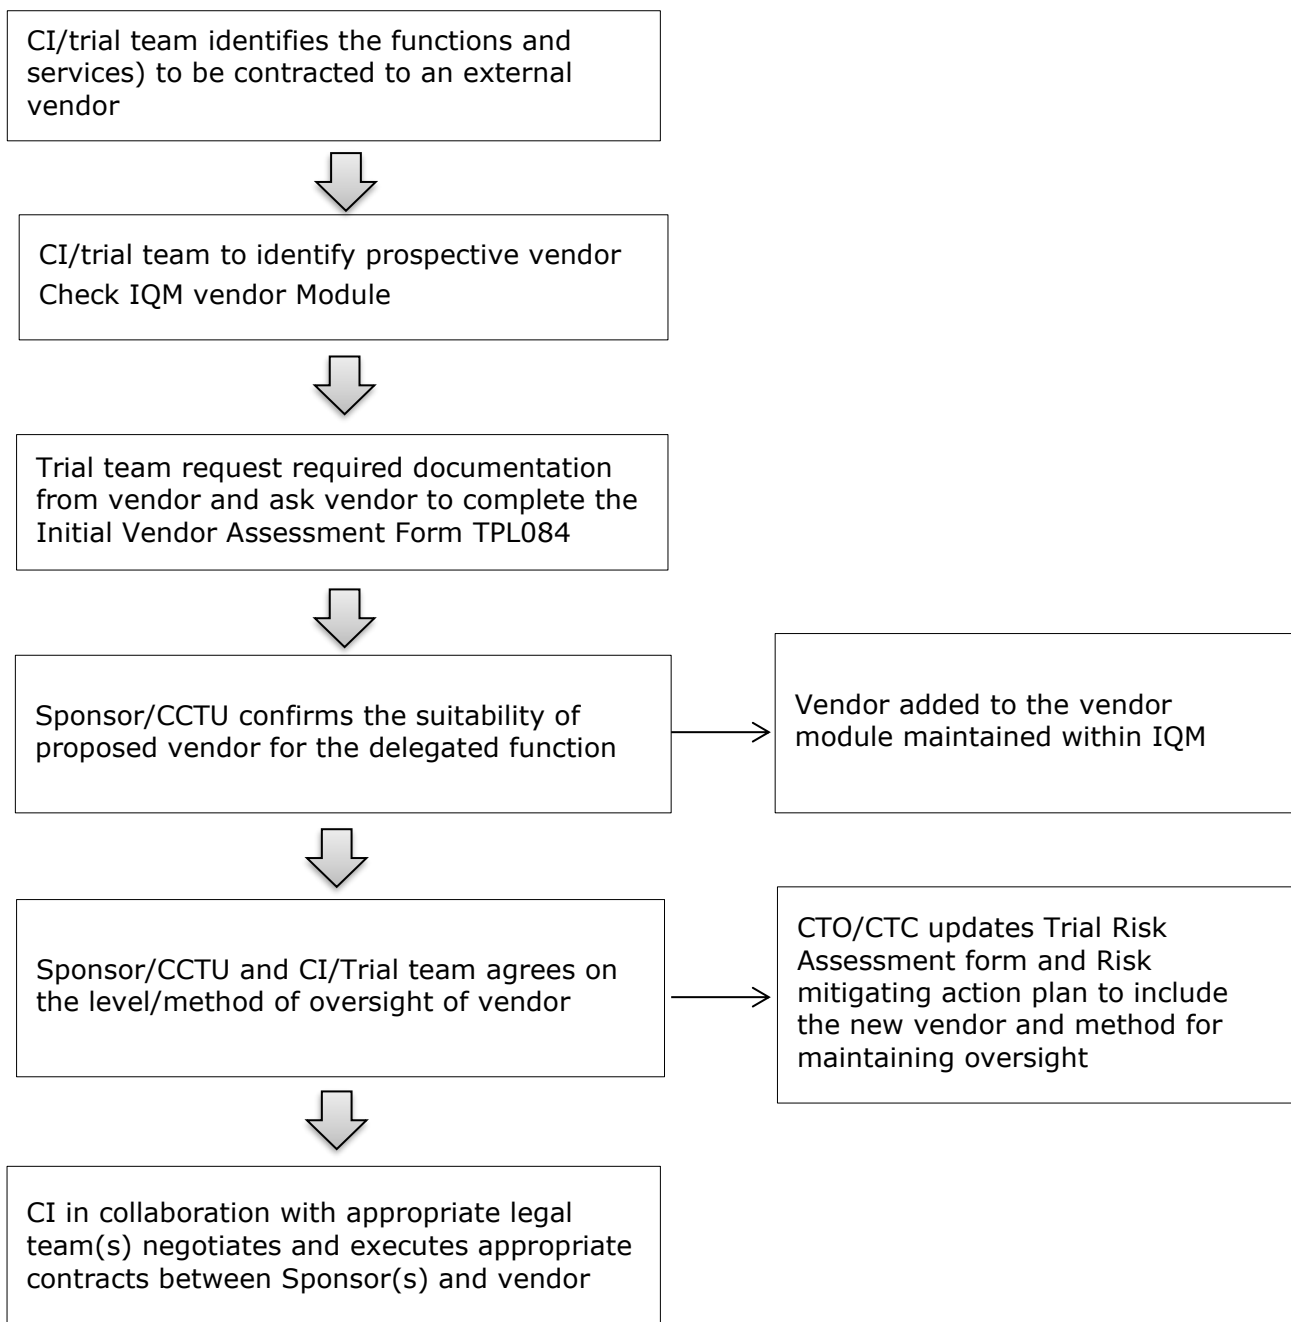 CI/trial team identifies the functions and
services) to be contracted to an external
vendor
CI/trial team to identify prospective vendor
Check IQM vendor Module
Trial team request required documentation
from vendor and ask vendor to complete the
Initial Vendor Assessment Form TPL084
Sponsor/CCTU confirms the suitability of
proposed vendor for the delegated function
Vendor added to the vendor
module maintained within IQM
Sponsor/CCTU and CI/Trial team agrees on
the level/method of oversight of vendor
CTO/CTC updates Trial Risk
Assessment form and Risk
mitigating action plan to include
the new vendor and method for
maintaining oversight
CI in collaboration with appropriate legal
team(s) negotiates and executes appropriate
contracts between Sponsor(s) and vendor